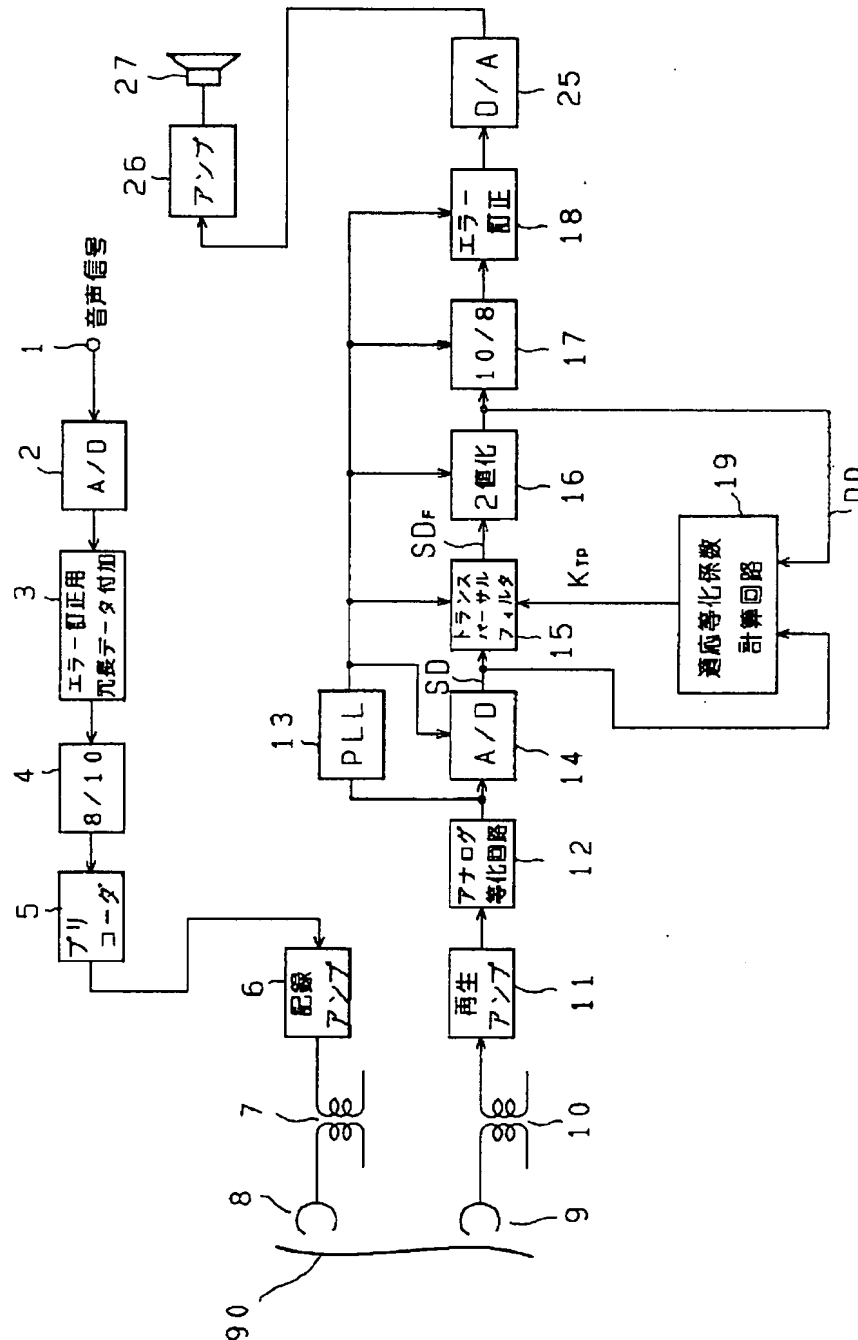 1
音声信号
2
A/D
3
エラー訂正用
冗長データ付加
4
8/10
5
プリ
コーダ
6
記録
アンプ
7
8
90
9
10
11
再生
アンプ
12
アナログ
等化回路
13
PLL
14
A/D
SD
15
トランス
バーサル
フィルタ
SDF
16
2値化
17
10/8
18
エラー
訂正
25
D/A
26
アンプ
27
KTP
19
適応等化係数
計算回路
DD